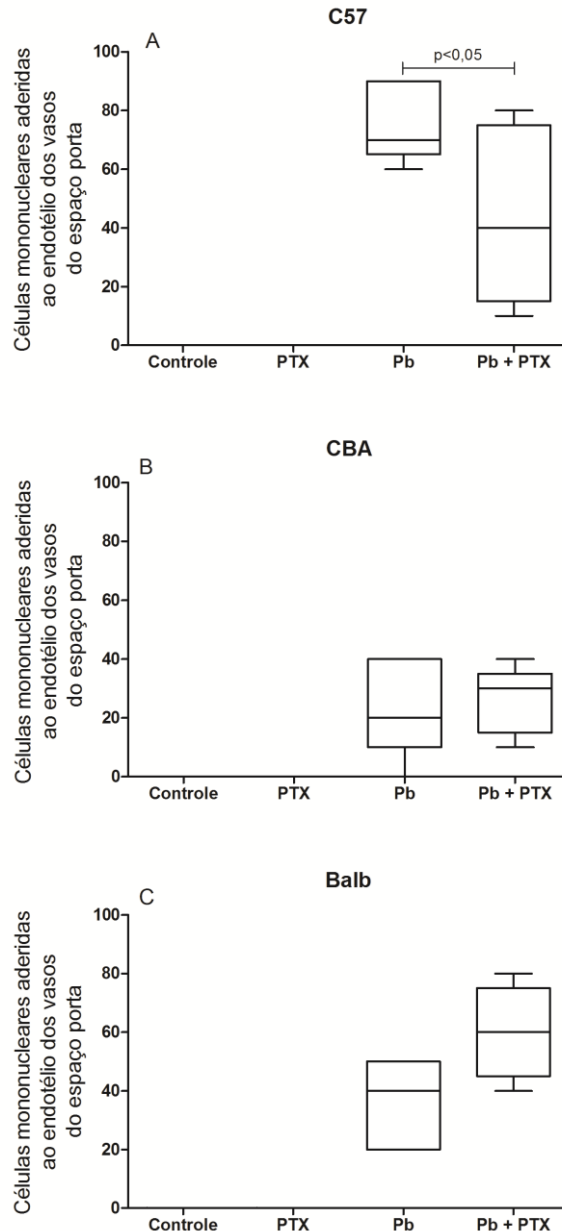 C57
A
p<0,05
Células mononucleares aderidas
ao endotélio dos vasos
do espaço porta
100
80
60
40
20
0
Controle PTX Pb Pb + PTX
CBA
B
Células mononucleares aderidas
ao endotélio dos vasos
do espaço porta
100
80
60
40
20
0
Controle PTX Pb Pb + PTX
Balb
C
Células mononucleares aderidas
ao endotélio dos vasos
do espaço porta
100
80
60
40
20
0
Controle PTX Pb Pb + PTX